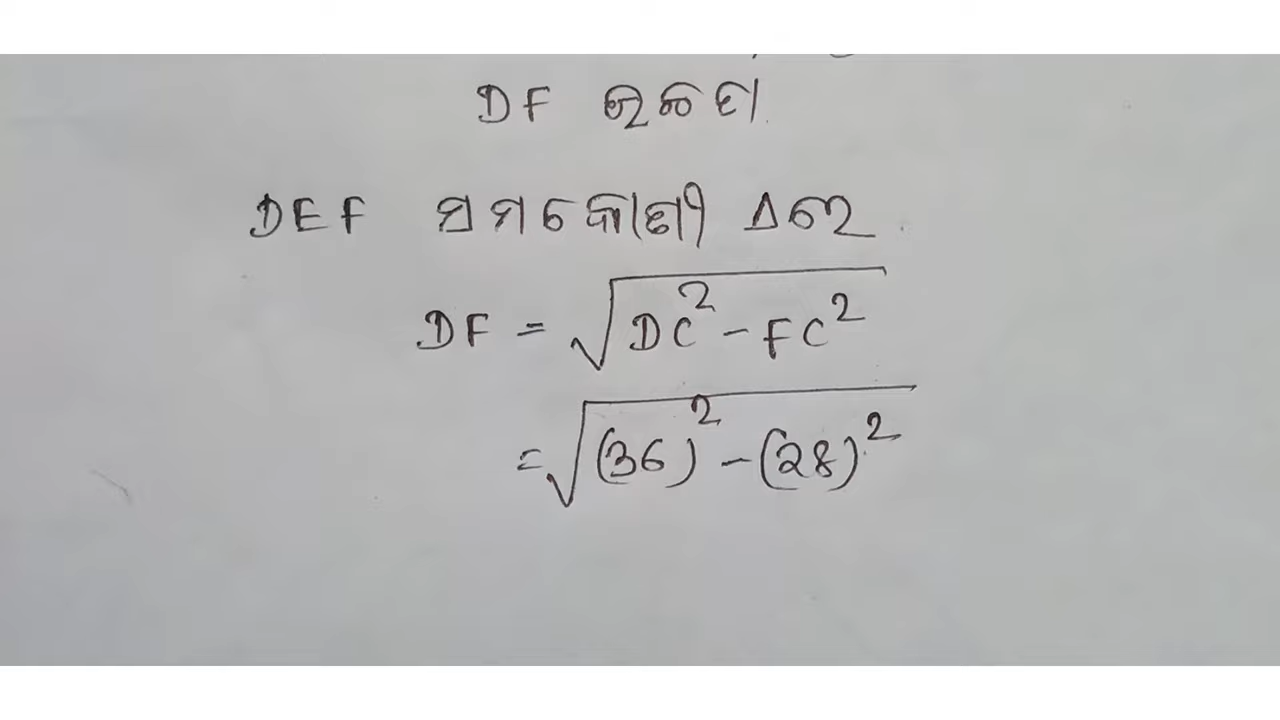 DF ଉଚ୍ଚତା
DEF ସମକୋଣୀ Δରେ
DF = √DC² - FC²
= √(36)² - (28)²